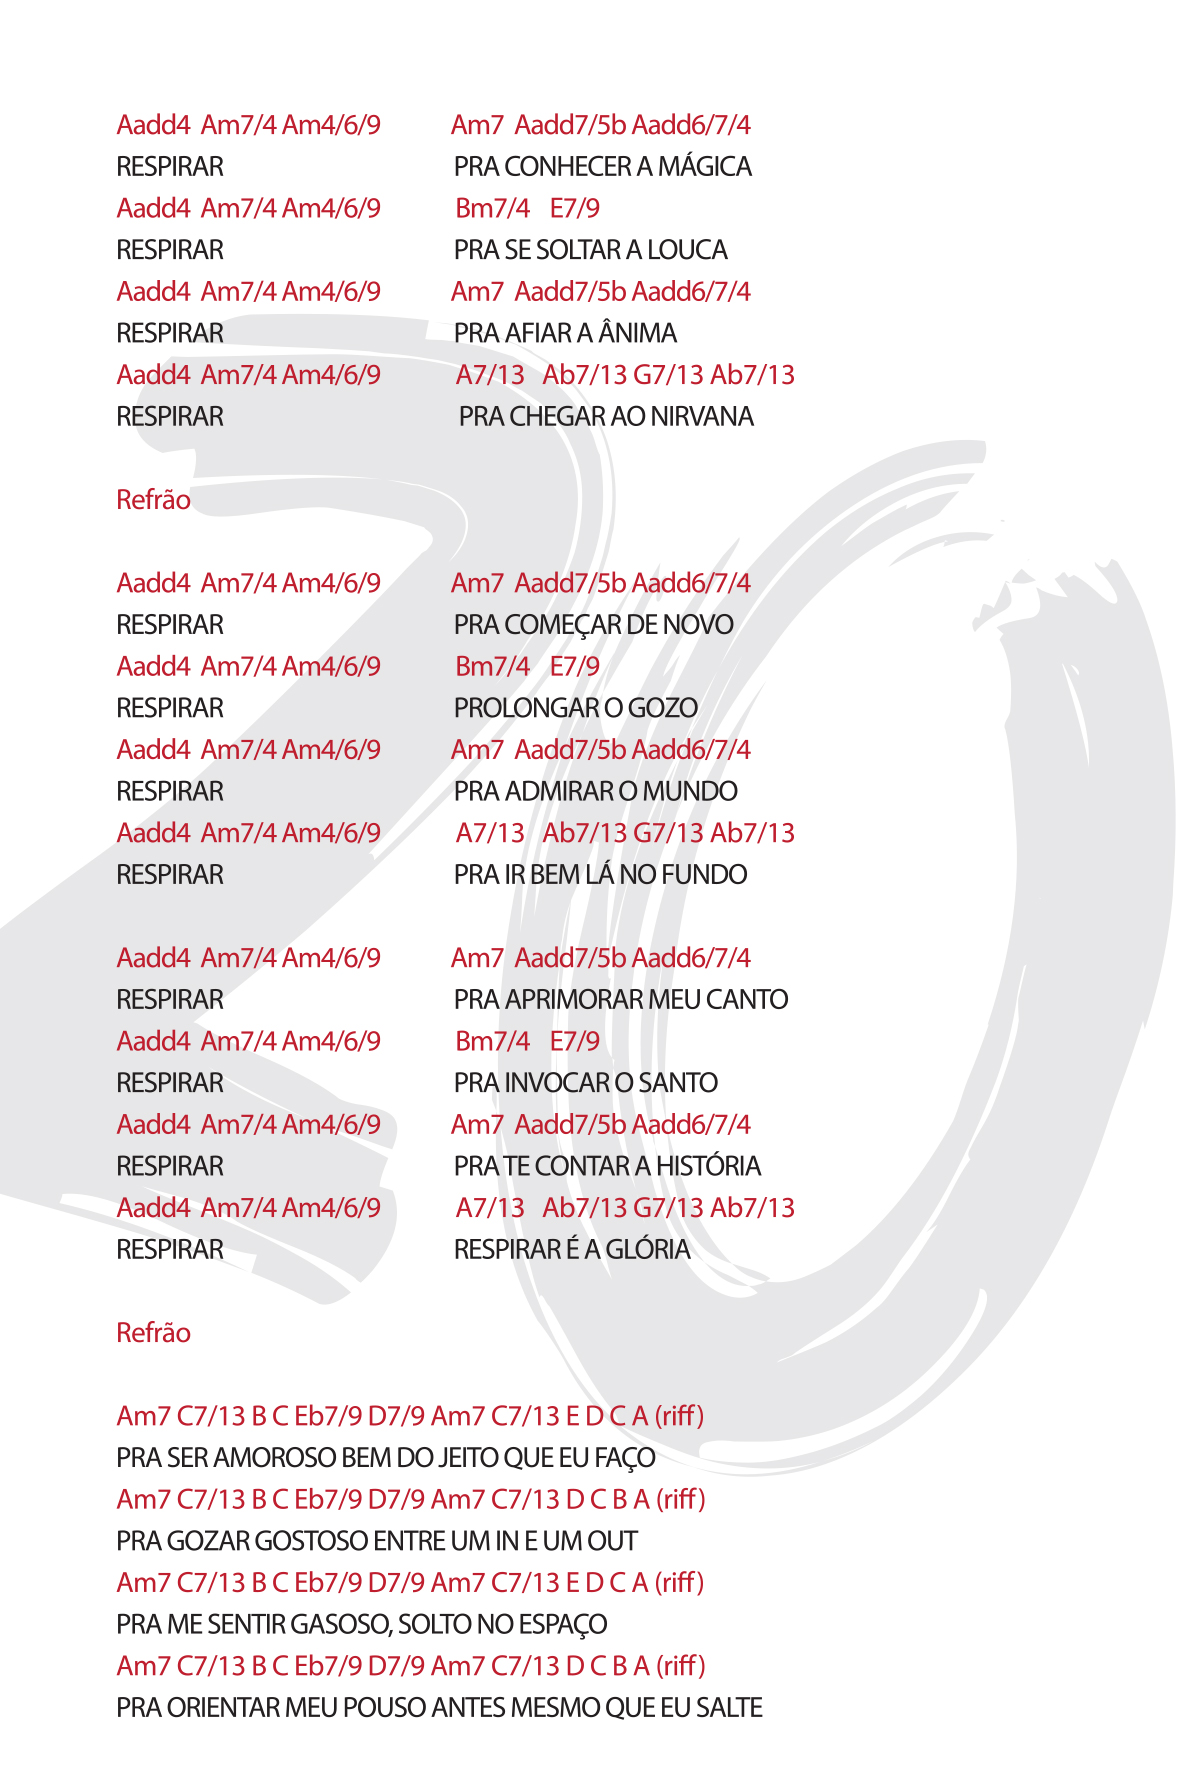 Aadd4 Am7/4 Am4/6/9 Am7 Aadd7/5b Aadd6/7/4
RESPIRAR PRA CONHECER A MÁGICA
Aadd4 Am7/4 Am4/6/9 Bm7/4 E7/9
RESPIRAR PRA SE SOLTAR A LOUCA
Aadd4 Am7/4 Am4/6/9 Am7 Aadd7/5b Aadd6/7/4
RESPIRAR PRA AFIAR A ÂNIMA
Aadd4 Am7/4 Am4/6/9 A7/13 Ab7/13 G7/13 Ab7/13
RESPIRAR PRA CHEGAR AO NIRVANA
Refrão
Aadd4 Am7/4 Am4/6/9 Am7 Aadd7/5b Aadd6/7/4
RESPIRAR PRA COMEÇAR DE NOVO
Aadd4 Am7/4 Am4/6/9 Bm7/4 E7/9
RESPIRAR PROLONGAR O GOZO
Aadd4 Am7/4 Am4/6/9 Am7 Aadd7/5b Aadd6/7/4
RESPIRAR PRA ADMIRAR O MUNDO
Aadd4 Am7/4 Am4/6/9 A7/13 Ab7/13 G7/13 Ab7/13
RESPIRAR PRA IR BEM LÁ NO FUNDO
Aadd4 Am7/4 Am4/6/9 Am7 Aadd7/5b Aadd6/7/4
RESPIRAR PRA APRIMORAR MEU CANTO
Aadd4 Am7/4 Am4/6/9 Bm7/4 E7/9
RESPIRAR PRA INVOCAR O SANTO
Aadd4 Am7/4 Am4/6/9 Am7 Aadd7/5b Aadd6/7/4
RESPIRAR PRA TE CONTAR A HISTÓRIA
Aadd4 Am7/4 Am4/6/9 A7/13 Ab7/13 G7/13 Ab7/13
RESPIRAR RESPIRAR É A GLÓRIA
Refrão
Am7 C7/13 B C Eb7/9 D7/9 Am7 C7/13 E D C A (riff)
PRA SER AMOROSO BEM DO JEITO QUE EU FAÇO
Am7 C7/13 B C Eb7/9 D7/9 Am7 C7/13 D C B A (riff)
PRA GOZAR GOSTOSO ENTRE UM IN E UM OUT
Am7 C7/13 B C Eb7/9 D7/9 Am7 C7/13 E D C A (riff)
PRA ME SENTIR GASOSO, SOLTO NO ESPAÇO
Am7 C7/13 B C Eb7/9 D7/9 Am7 C7/13 D C B A (riff)
PRA ORIENTAR MEU POUSO ANTES MESMO QUE EU SALTE
20